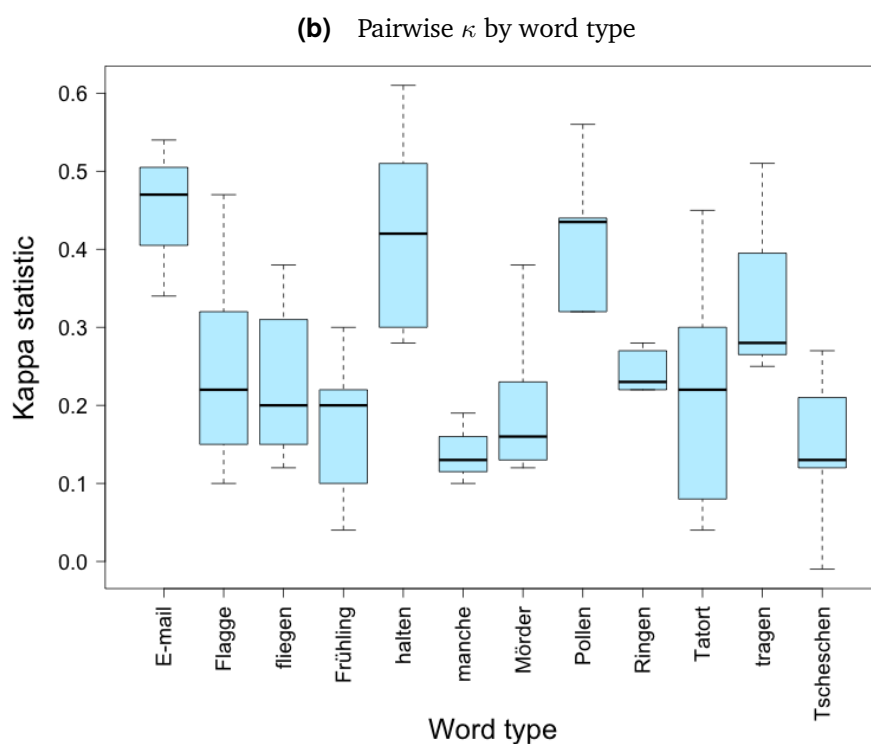 (b) Pairwise κ by word type
Kappa statistic
0.6
0.5
0.4
0.3
0.2
0.1
0.0
E-mail
Flagge
fliegen
Frühling
halten
manche
Mörder
Pollen
Ringen
Tatort
tragen
Tscheschen
Word type